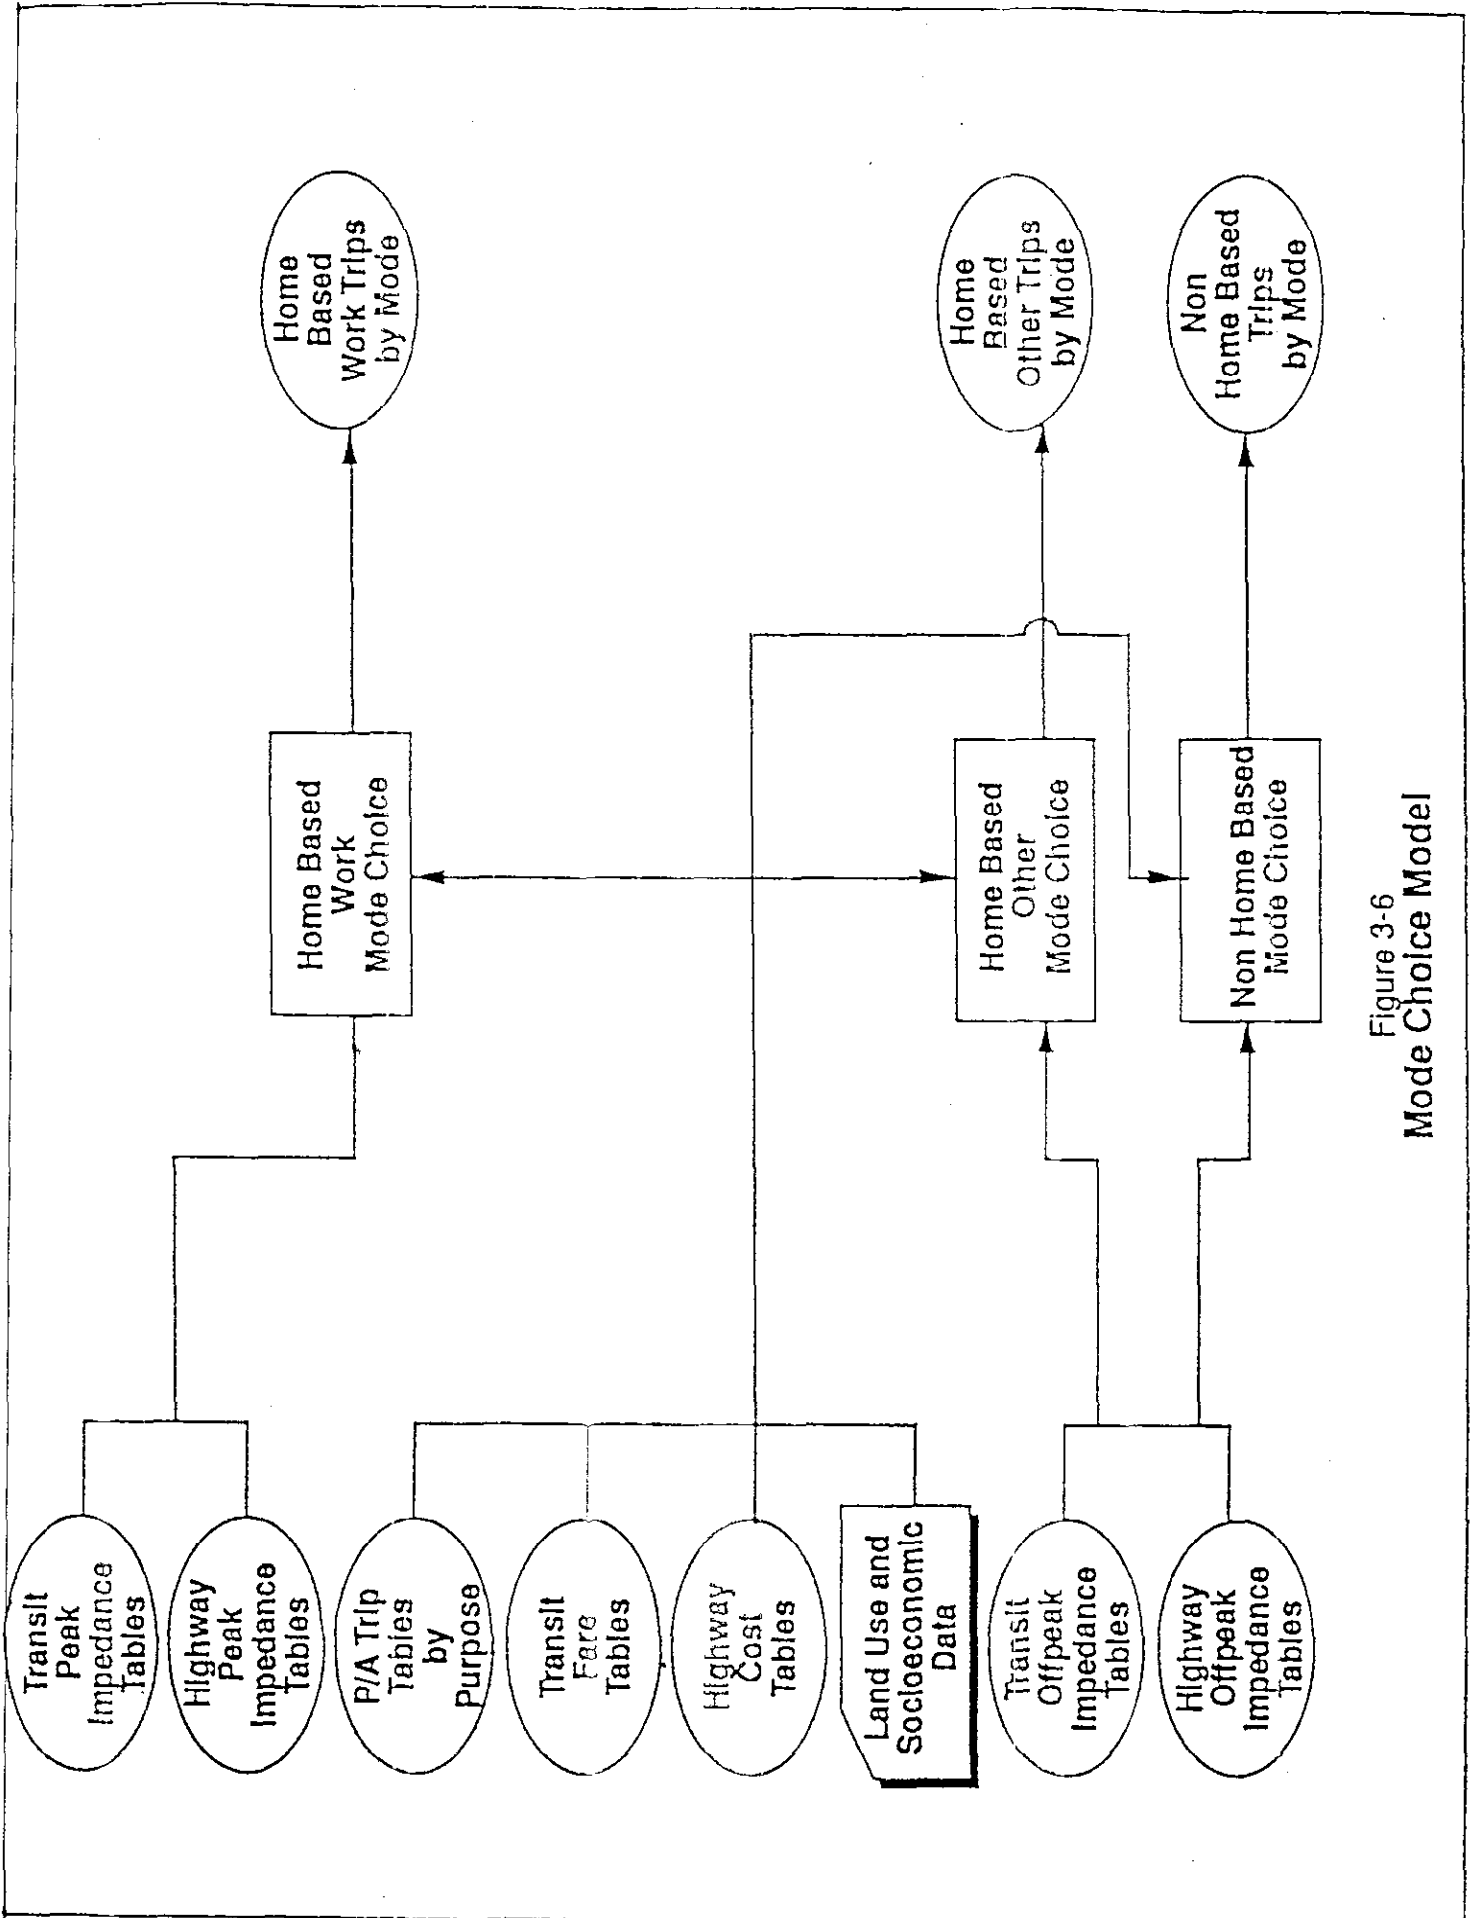 Transit
Peak
Impedance
Tables
Highway
Peak
Impedance
Tables
P/A Trip
Tables
by
Purpose
Transit
Fare
Tables
Highway
Cost
Tables
Land Use and
Socioeconomic
Data
Transit
Offpeak
Impedance
Tables
Highway
Offpeak
Impedance
Tables
Home Based
Work
Mode Choice
Home Based
Other
Mode Choice
Non Home Based
Mode Choice
Home
Based
Work Trips
by Mode
Home
Based
Other Trips
by Mode
Non
Home Based
Trips
by Mode
Figure 3-6
Mode Choice Model